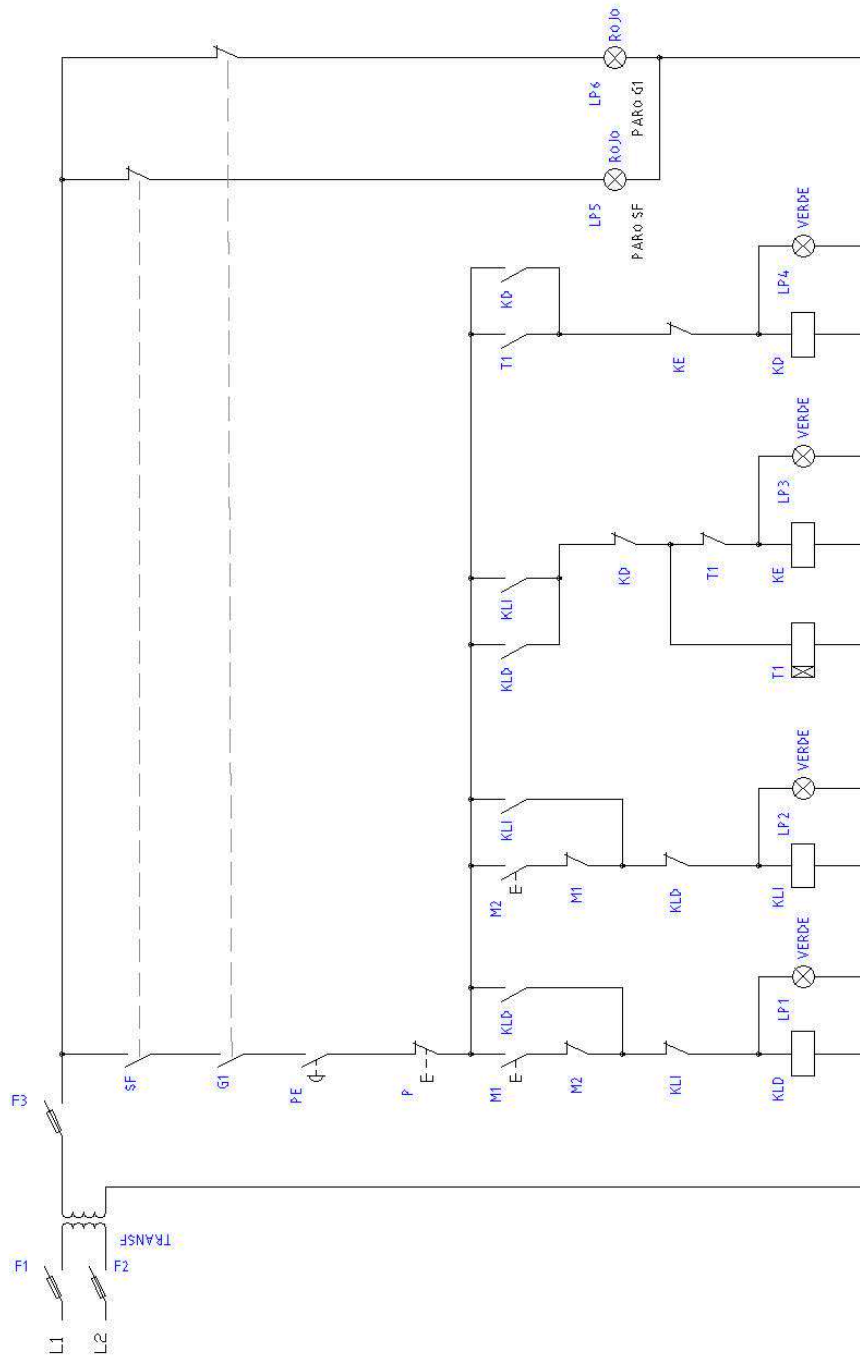 L1
L2
F1
F2
TRANSF
F3
SF
G1
PE
P
M1
KLD
M2
KLI
KLD
LP1
VERDE
M2
KLI
M1
KLD
KLI
LP2
VERDE
KLD
KLI
KD
T1
T1
KE
LP3
VERDE
T1
KD
KE
KD
LP4
VERDE
LP5
ROJO
PARO SF
LP6
ROJO
PARO G1